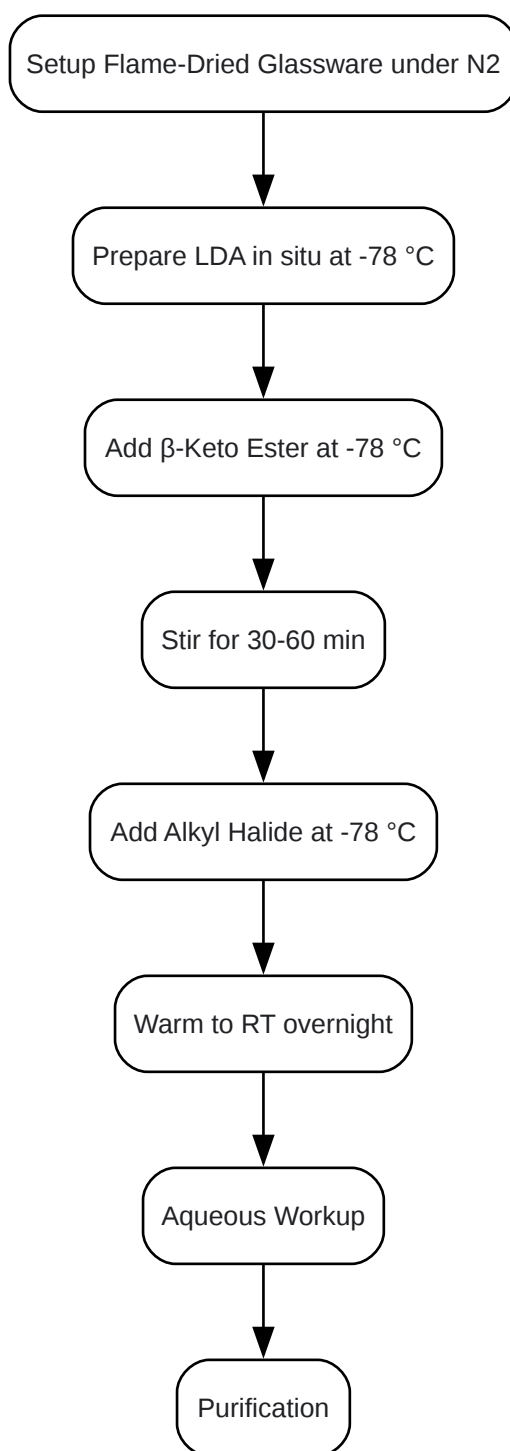 Setup Flame-Dried Glassware under N2
Prepare LDA in situ at -78 °C
Add β-Keto Ester at -78 °C
Stir for 30-60 min
Add Alkyl Halide at -78 °C
Warm to RT overnight
Aqueous Workup
Purification